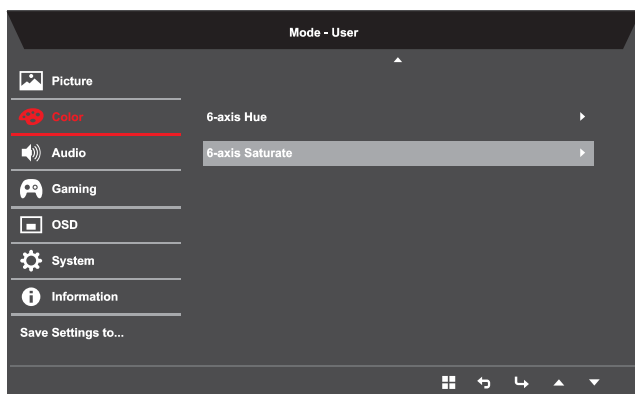 Mode - User
Picture
Color
6-axis Hue
Audio
6-axis Saturate
Gaming
OSD
System
Information
Save Settings to...